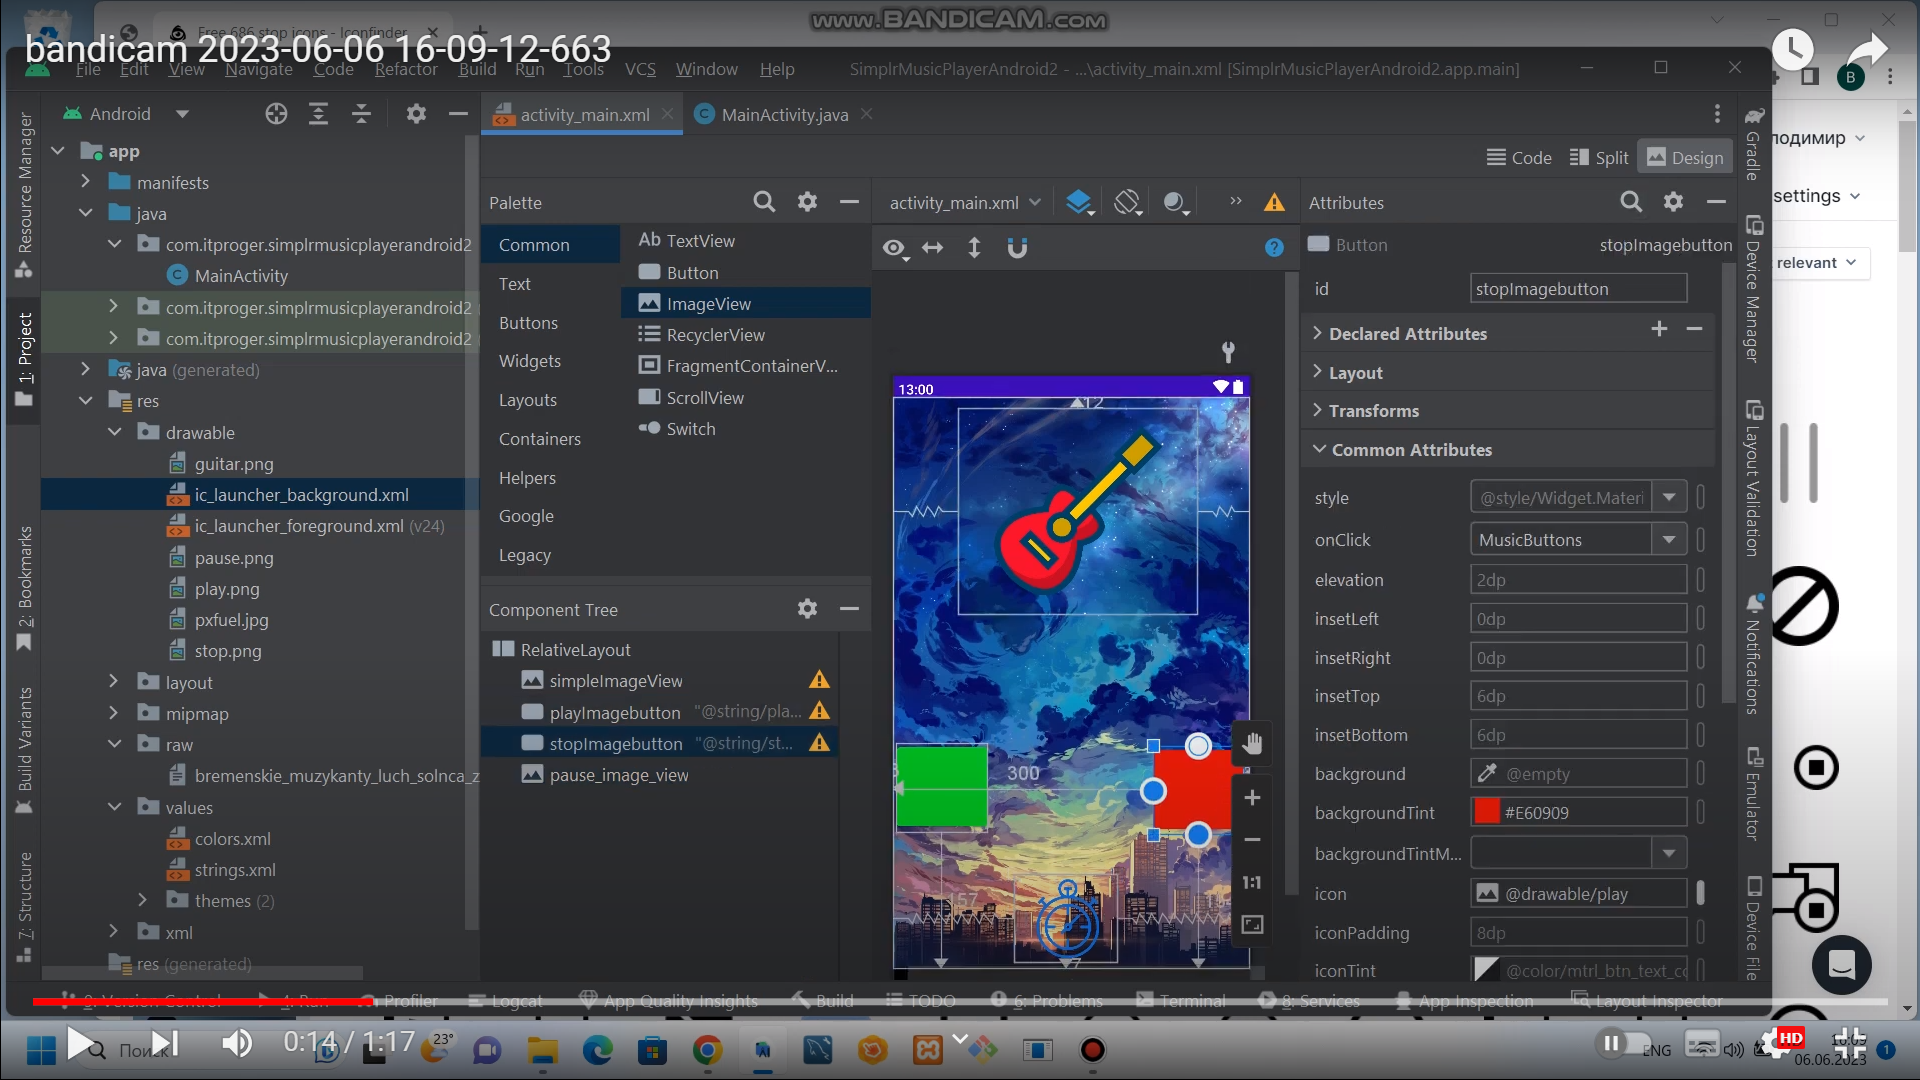 www.BANDICAM.com
Free 686 stop icons - Iconfinder
bandicam 2023-06-06 16-09-12-663
File Edit View Navigate Code Refactor Build Run Tools VCS Window Help
SimplrMusicPlayerAndroid2 - ...\activity_main.xml [SimplrMusicPlayerAndroid2.app.main]
B
Android
activity_main.xml
MainActivity.java
Code Split Design
Resource Manager
1: Project
2: Bookmarks
Build Variants
7: Structure
app
manifests
java
com.itproger.simplrmusicplayerandroid2
MainActivity
com.itproger.simplrmusicplayerandroid2
com.itproger.simplrmusicplayerandroid2
java (generated)
res
drawable
guitar.png
ic_launcher_background.xml
ic_launcher_foreground.xml (v24)
pause.png
play.png
pxfuel.jpg
stop.png
layout
mipmap
raw
bremenskie_muzykanty_luch_solnca_z
values
colors.xml
strings.xml
themes (2)
xml
res (generated)
Palette
Common
Text
Buttons
Widgets
Layouts
Containers
Helpers
Google
Legacy
Ab TextView
Button
ImageView
RecyclerView
FragmentContainerV...
ScrollView
Switch
Component Tree
RelativeLayout
simpleImageView
playImagebutton "@string/pla...
stopImagebutton "@string/st...
pause_image_view
activity_main.xml
13:00
12
300
157
7
1:1
Attributes
Button stopImagebutton
id stopImagebutton
Declared Attributes
Layout
Transforms
Common Attributes
style @style/Widget.Materi
onClick MusicButtons
elevation 2dp
insetLeft 0dp
insetRight 0dp
insetTop 6dp
insetBottom 6dp
background @empty
backgroundTint #E60909
backgroundTintM...
icon @drawable/play
iconPadding 8dp
iconTint @color/mtrl_btn_text_co
Gradle
Device Manager
Layout Validation
Notifications
Emulator
Device File
лодимир
settings
relevant
9: Version Control 4: Run Profiler Logcat App Quality Insights Build TODO 6: Problems Terminal 8: Services App Inspection Layout Inspector
Поиск
0:14 / 1:17
23°
ENG
HD
16:09
06.06.2023
1